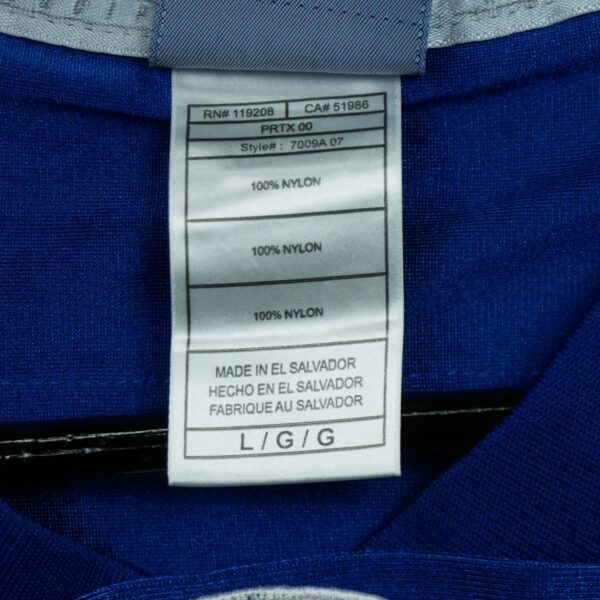 RN# 119208 CA# 51986
PRTX 00
Style# : 7009A 07
100% NYLON
100% NYLON
100% NYLON
MADE IN EL SALVADOR
HECHO EN EL SALVADOR
FABRIQUE AU SALVADOR
L / G / G